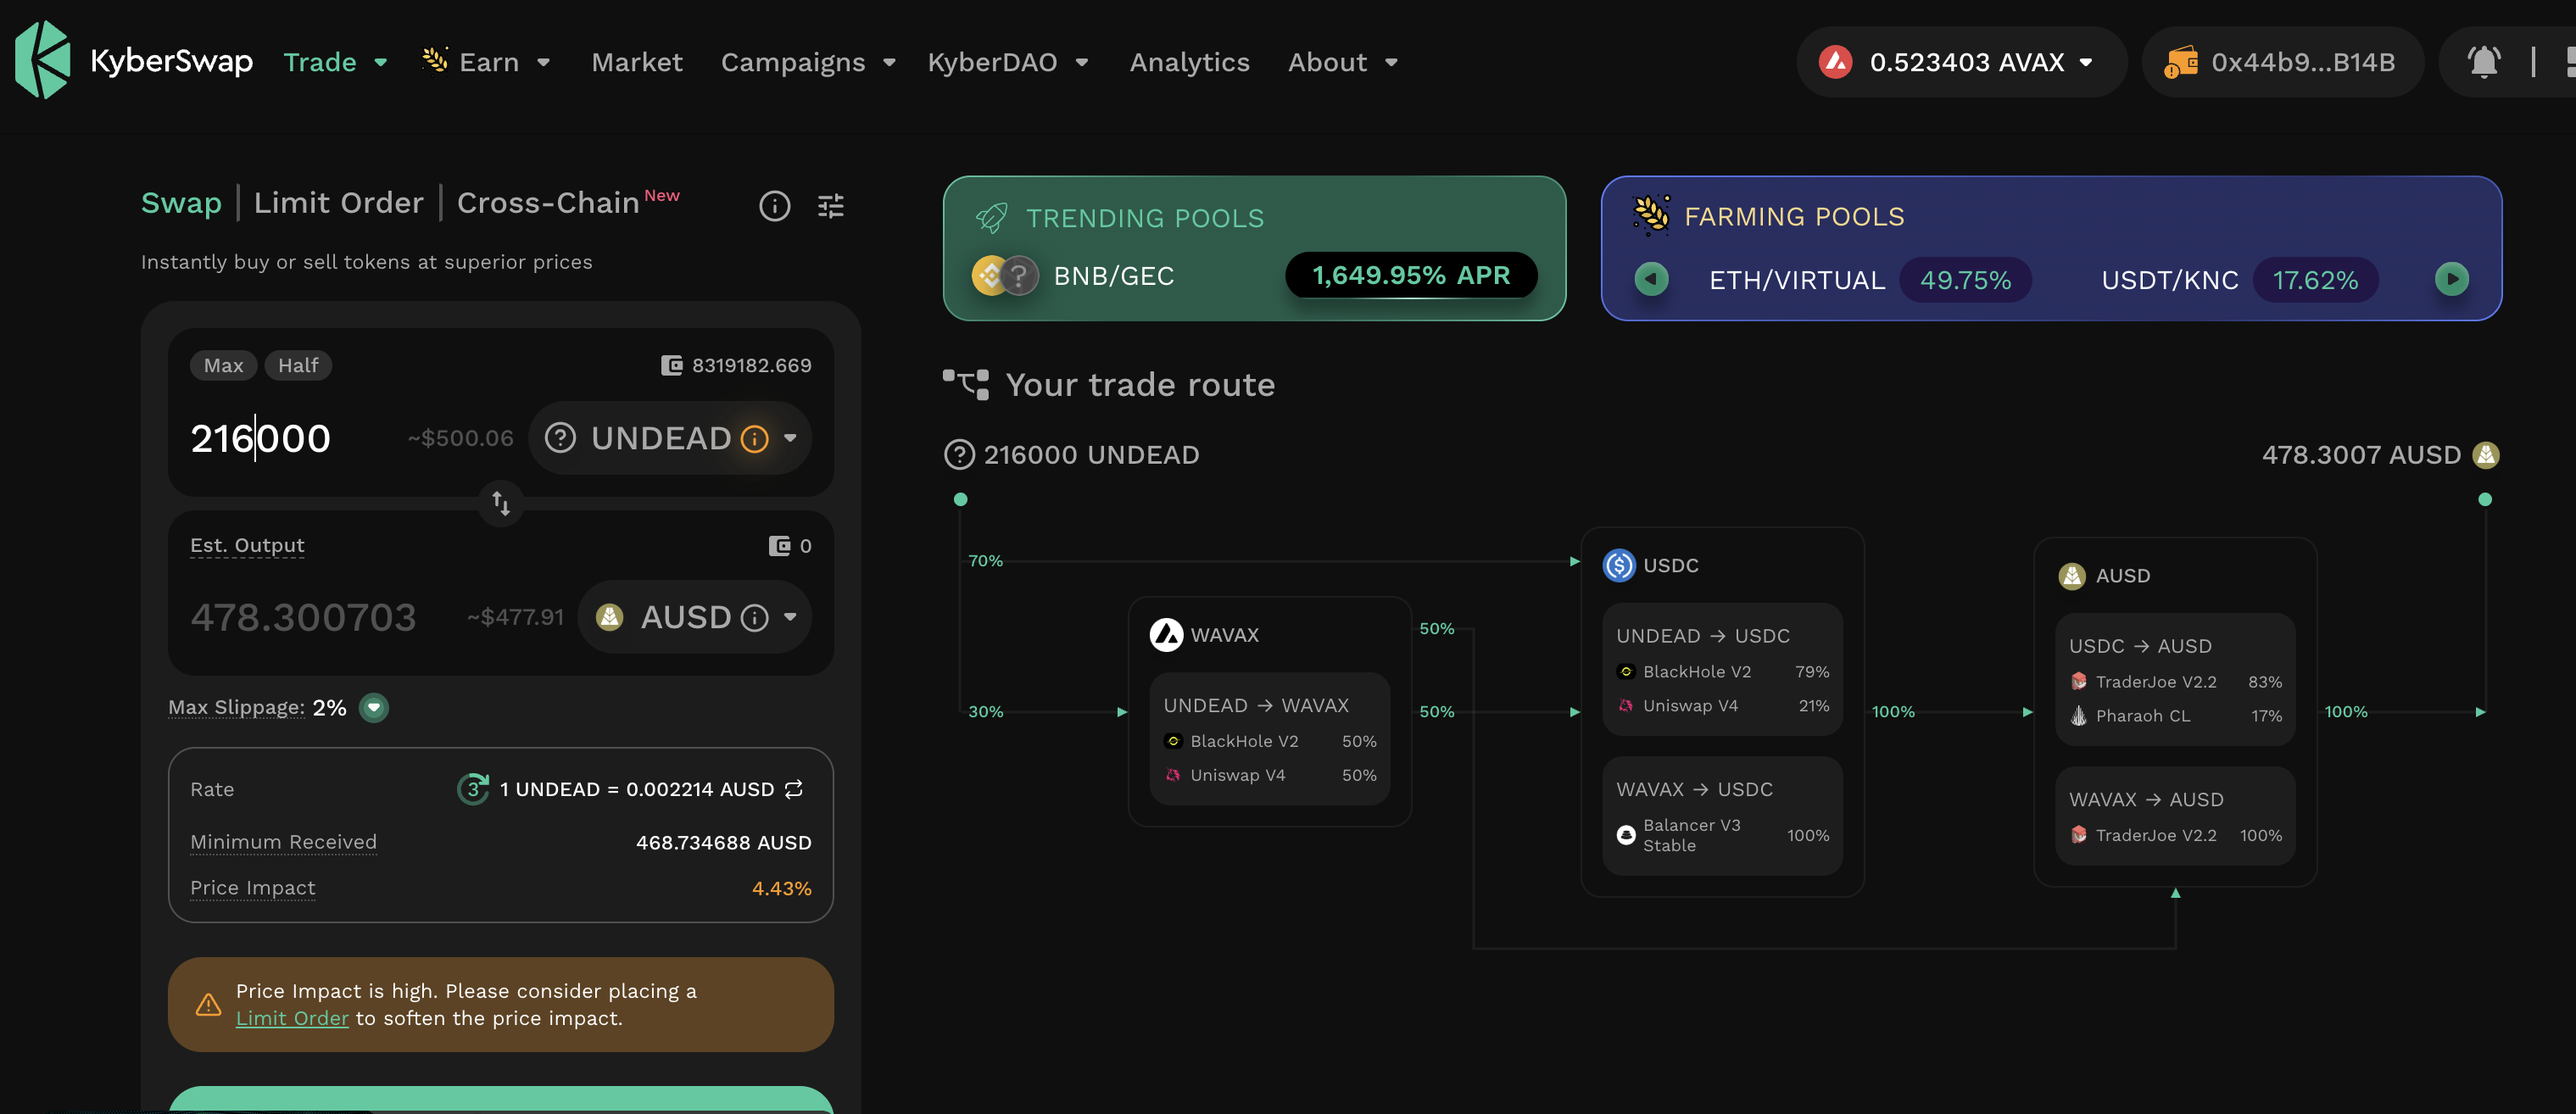 KyberSwap Trade Earn Market Campaigns KyberDAO Analytics About 0.523403 AVAX 0x44b9...B14B
Swap | Limit Order | Cross-Chain New
Instantly buy or sell tokens at superior prices
Max Half 8319182.669
216000 ~$500.06 UNDEAD
Est. Output 0
478.300703 ~$477.91 AUSD
Max Slippage: 2%
Rate 3 1 UNDEAD = 0.002214 AUSD
Minimum Received 468.734688 AUSD
Price Impact 4.43%
Price Impact is high. Please consider placing a
Limit Order to soften the price impact.
TRENDING POOLS
BNB/GEC 1,649.95% APR
FARMING POOLS
ETH/VIRTUAL 49.75% USDT/KNC 17.62%
Your trade route
216000 UNDEAD 478.3007 AUSD
70%
30%
WAVAX
UNDEAD → WAVAX
BlackHole V2 50%
Uniswap V4 50%
50%
50%
USDC
UNDEAD → USDC
BlackHole V2 79%
Uniswap V4 21%
WAVAX → USDC
Balancer V3
Stable 100%
100%
AUSD
USDC → AUSD
TraderJoe V2.2 83%
Pharaoh CL 17%
WAVAX → AUSD
TraderJoe V2.2 100%
100%